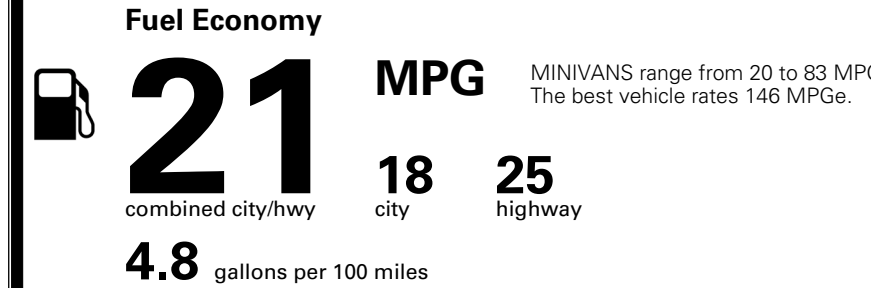 Fuel Economy
21 MPG
MINIVANS range from 20 to 83 MPG
The best vehicle rates 146 MPGe.
18 25
combined city/hwy city highway
4.8 gallons per 100 miles